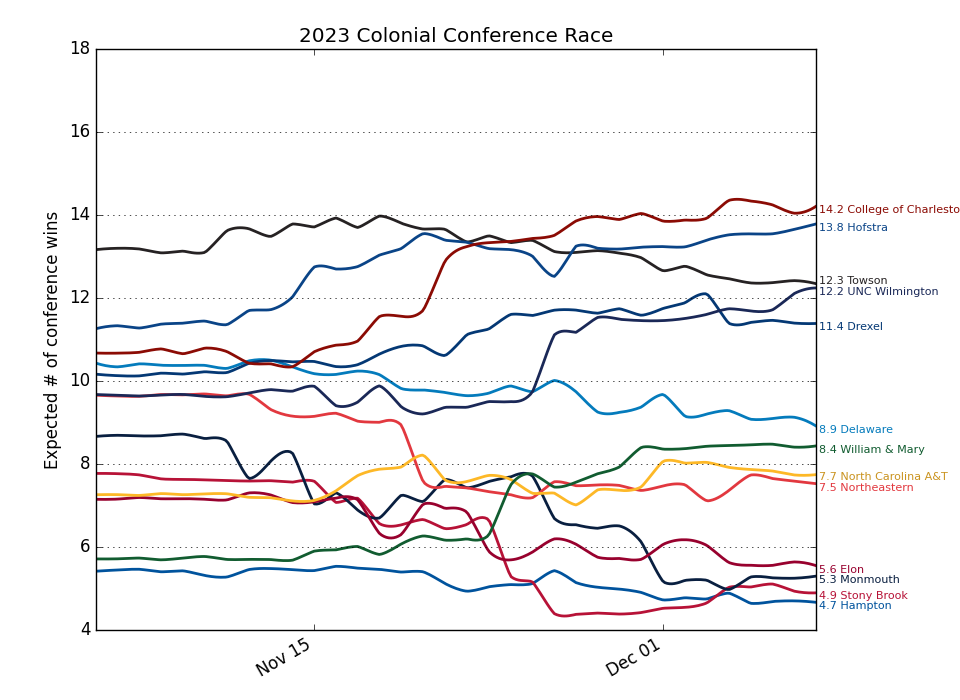 2023 Colonial Conference Race
Expected # of conference wins
18
16
14
12
10
8
6
4
Nov 15
Dec 01
14.2 College of Charlesto
13.8 Hofstra
12.3 Towson
12.2 UNC Wilmington
11.4 Drexel
8.9 Delaware
8.4 William & Mary
7.7 North Carolina A&T
7.5 Northeastern
5.6 Elon
5.3 Monmouth
4.9 Stony Brook
4.7 Hampton